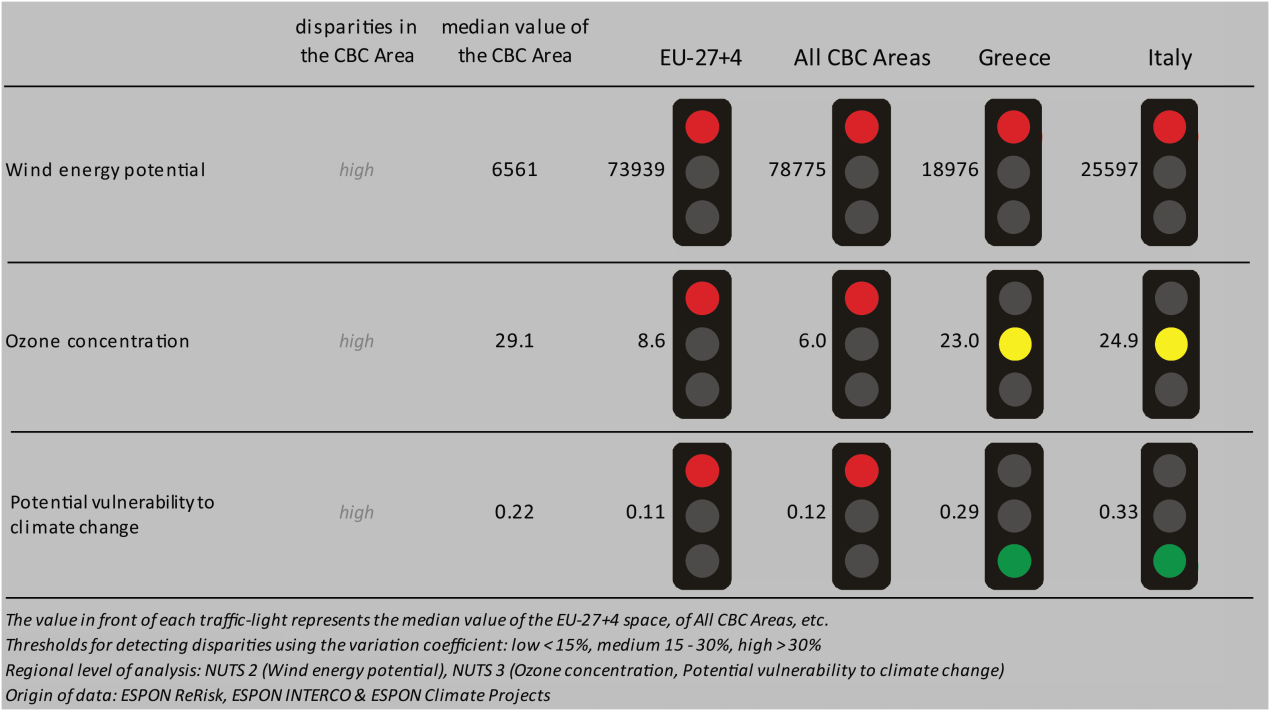 disparities in median value of
the CBC Area the CBC Area EU-27+4 All CBC Areas Greece Italy
Wind energy potential high 6561 73939 78775 18976 25597
Ozone concentration high 29.1 8.6 6.0 23.0 24.9
Potential vulnerability to
climate change high 0.22 0.11 0.12 0.29 0.33
The value in front of each traffic-light represents the median value of the EU-27+4 space, of All CBC Areas, etc.
Thresholds for detecting disparities using the variation coefficient: low < 15%, medium 15 - 30%, high > 30%
Regional level of analysis: NUTS 2 (Wind energy potential), NUTS 3 (Ozone concentration, Potential vulnerability to climate change)
Origin of data: ESPON ReRisk, ESPON INTERCO & ESPON Climate Projects